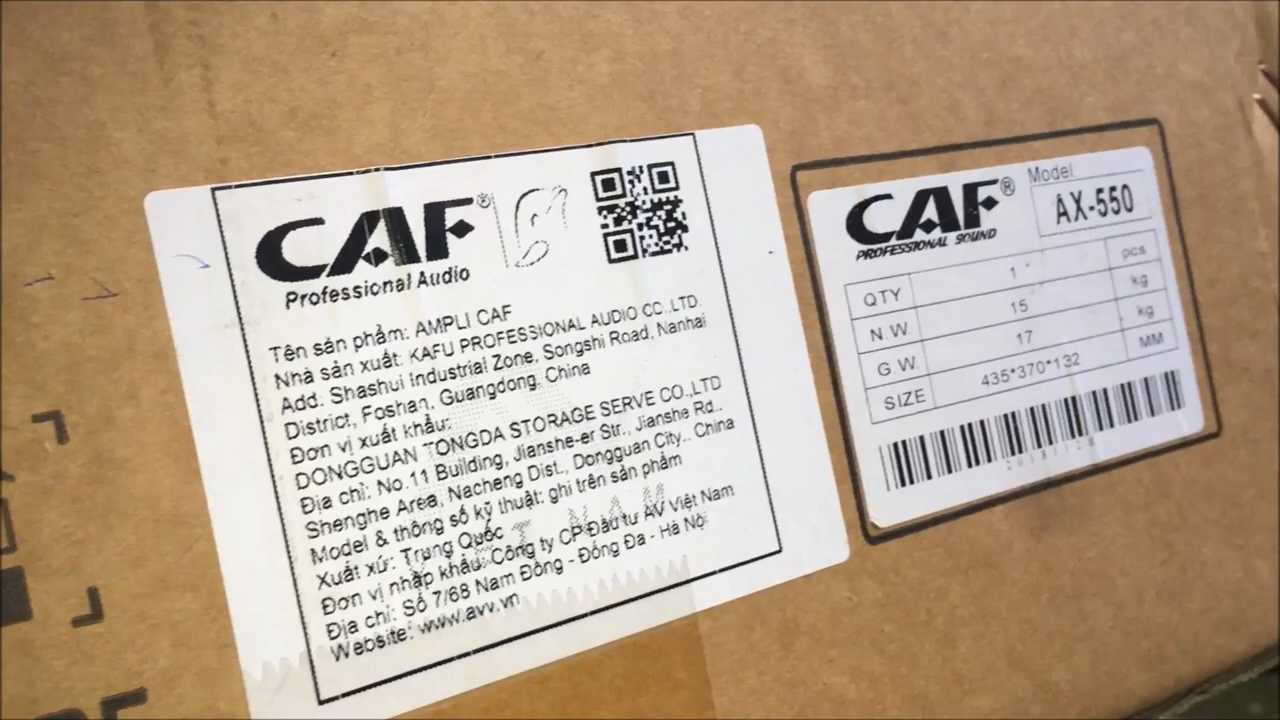 CAF®
Professional Audio
Tên sản phẩm: AMPLI CAF
Nhà sản xuất: KAFU PROFESSIONAL AUDIO CO.,LTD.
Add: Shashui Industrial Zone, Songshi Road, Nanhai
District, Foshan, Guangdong, China
Đơn vị xuất khẩu:
DONGGUAN TONGDA STORAGE SERVE CO.,LTD
Địa chỉ: No.11 Building, Jianshe-er Str., Jianshe Rd..
Shenghe Area, Nacheng Dist., Dongguan City.. China
Model & thông số kỹ thuật: ghi trên sản phẩm
Xuất xứ: Trung Quốc
Đơn vị nhập khẩu: Công ty CP Đầu tư AV Việt Nam
Địa chỉ: Số 7/68 Nam Đồng - Đống Đa - Hà Nội
Website: www.avv.vn
CAF®
PROFESSIONAL SOUND
Model
AX-550
QTY 1 pcs
N.W. 15 kg
G.W. 17 kg
SIZE 435*370*132 MM
20181128